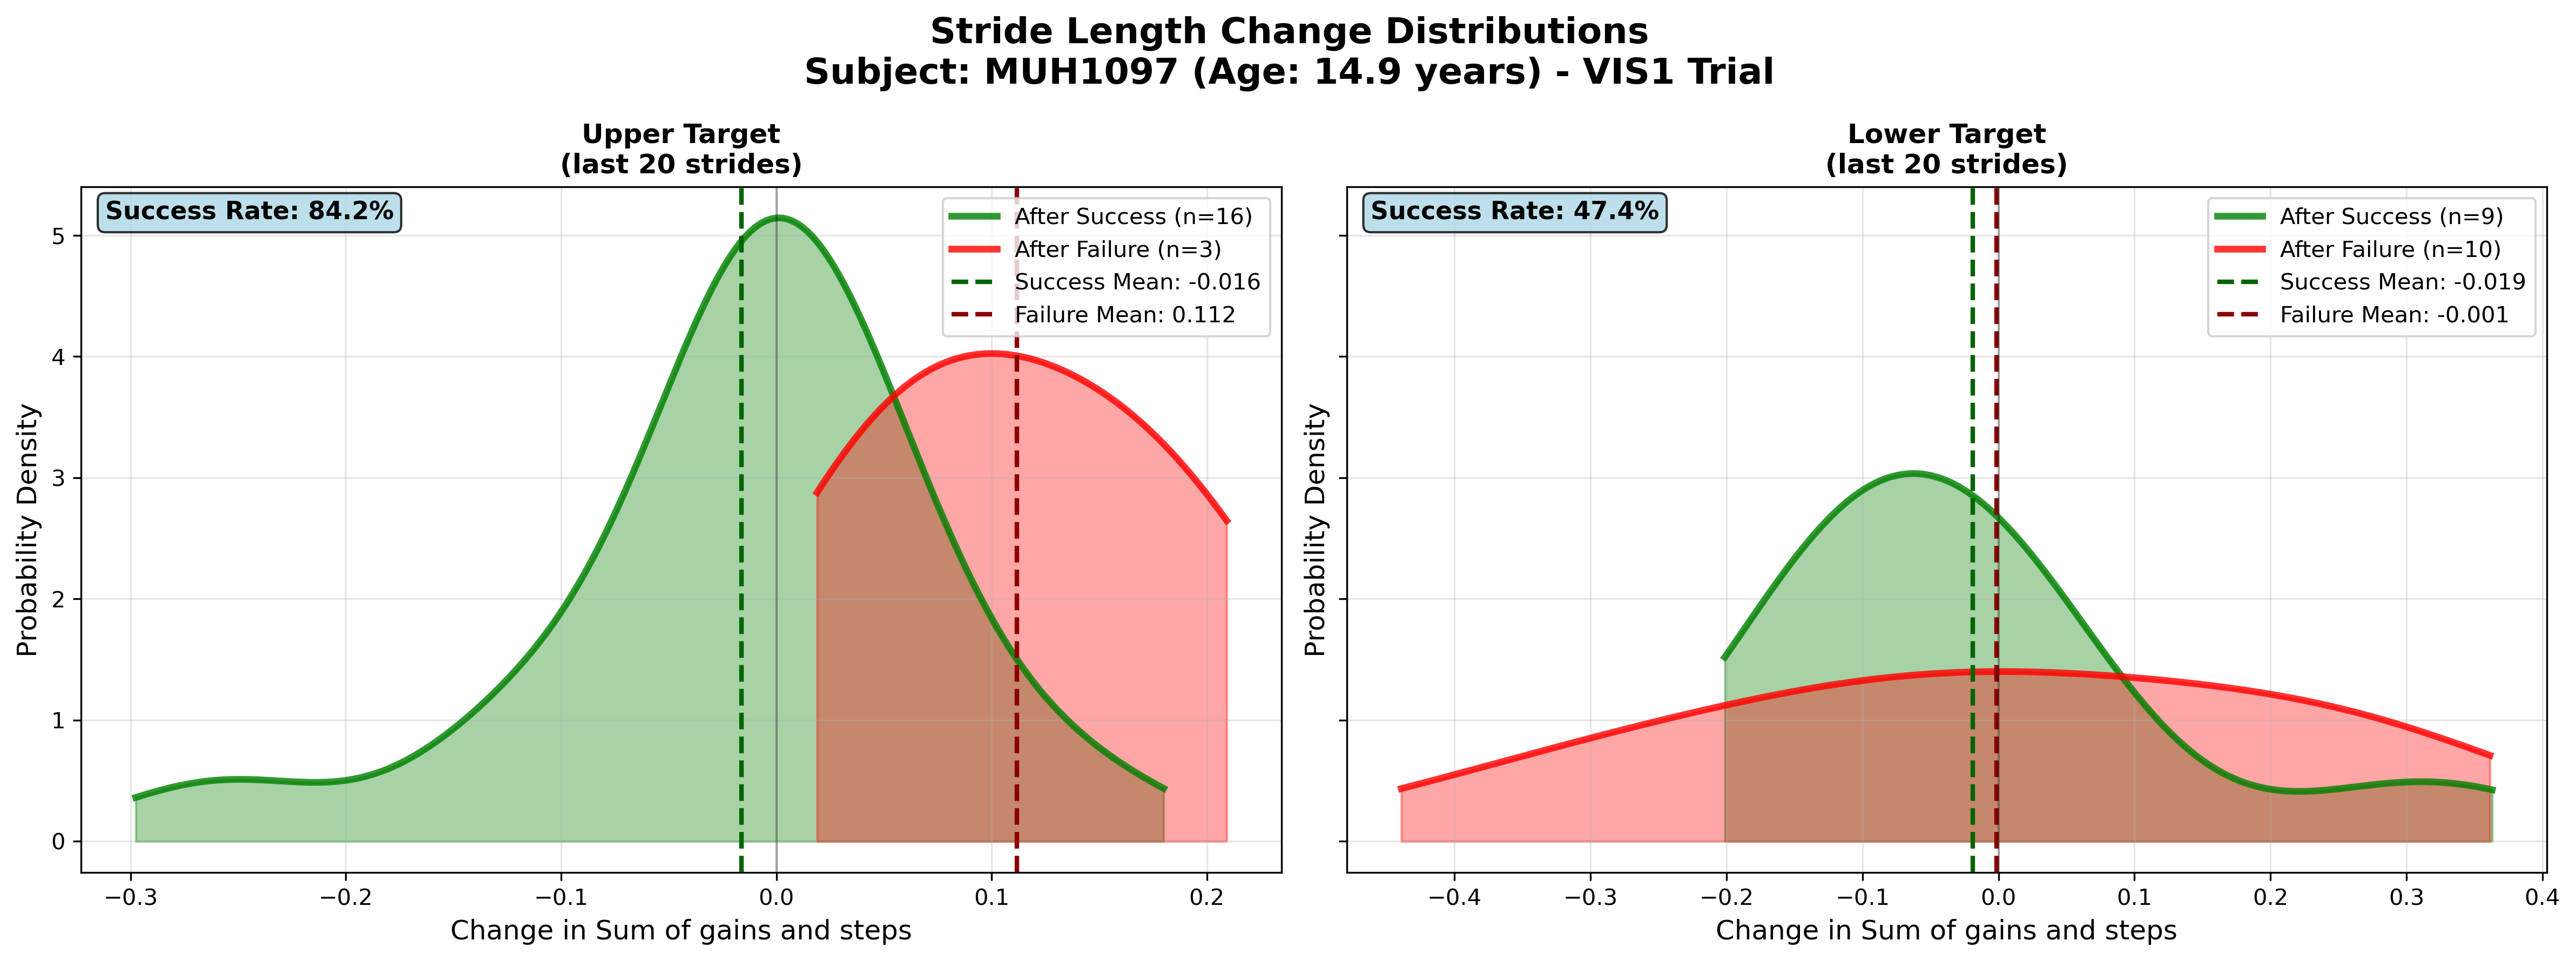 Stride Length Change Distributions
Subject: MUH1097 (Age: 14.9 years) - VIS1 Trial
Upper Target
(last 20 strides)
Success Rate: 84.2%
After Success (n=16)
After Failure (n=3)
Success Mean: -0.016
Failure Mean: 0.112
Probability Density
5
4
3
2
1
0
−0.3 −0.2 −0.1 0.0 0.1 0.2
Change in Sum of gains and steps
Lower Target
(last 20 strides)
Success Rate: 47.4%
After Success (n=9)
After Failure (n=10)
Success Mean: -0.019
Failure Mean: -0.001
Probability Density
−0.4 −0.3 −0.2 −0.1 0.0 0.1 0.2 0.3 0.4
Change in Sum of gains and steps